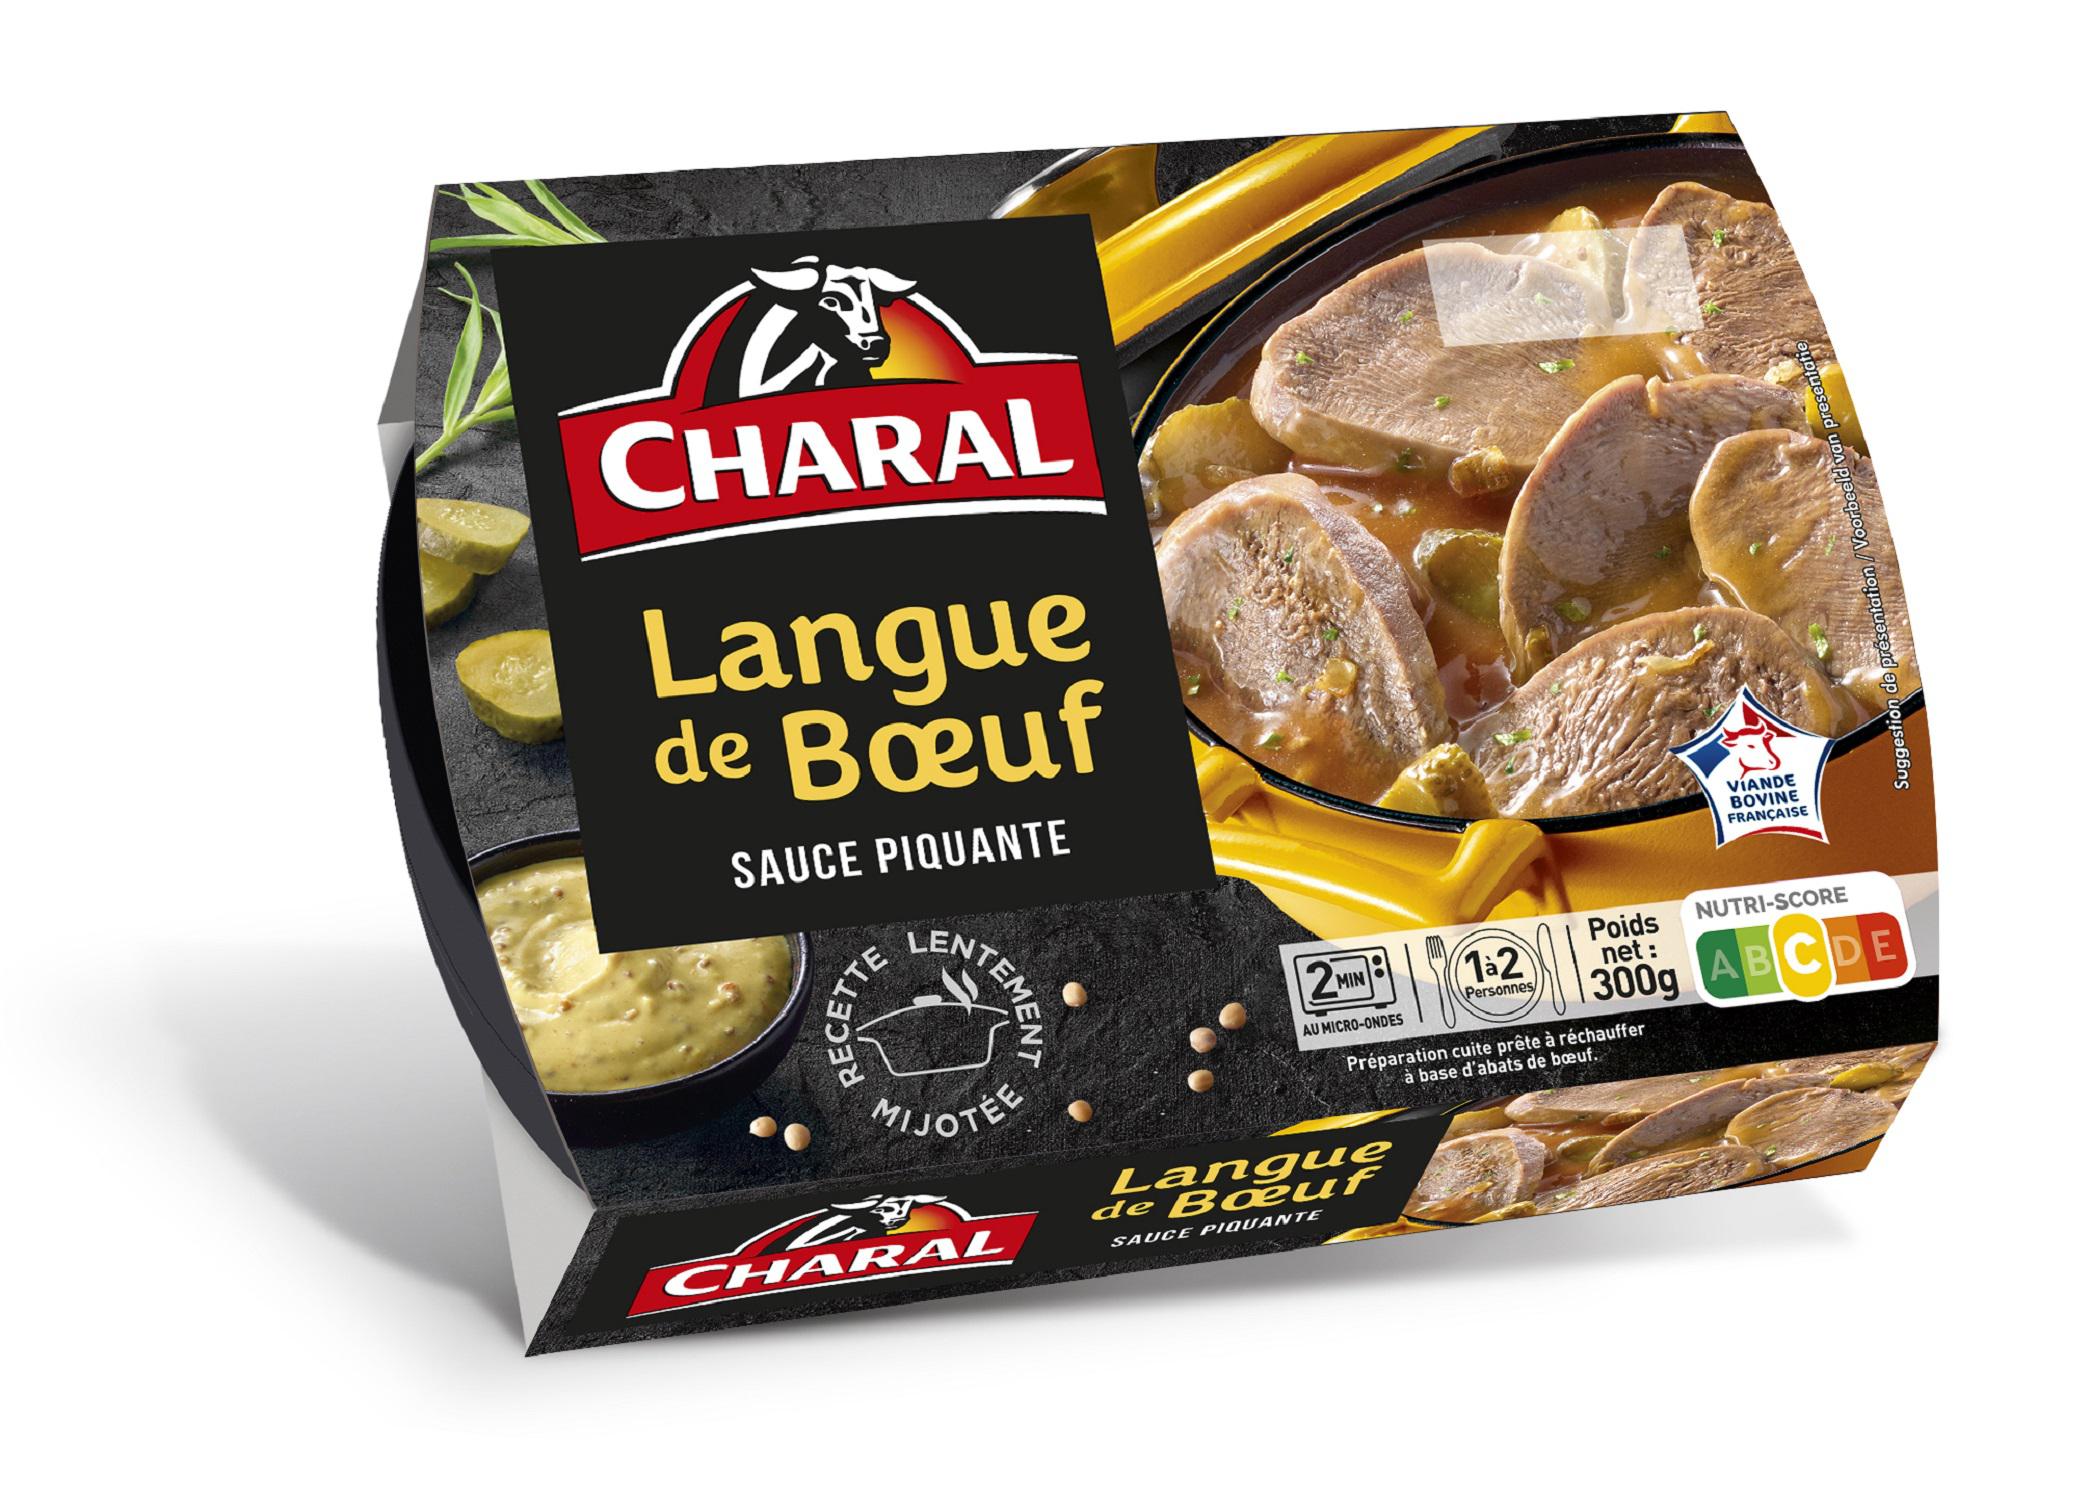 CHARAL
Langue
de Bœuf
SAUCE PIQUANTE
RECETTE LENTEMENT
MIJOTÉE
Suggestion de présentation / Voorbeeld van presentatie
VIANDE
BOVINE
FRANÇAISE
2 MIN
AU MICRO-ONDES
1 à 2
Personnes
Poids
net :
300g
NUTRI-SCORE
A B C D E
Préparation cuite prête à réchauffer
à base d'abats de bœuf.
CHARAL
Langue
de Bœuf
SAUCE PIQUANTE